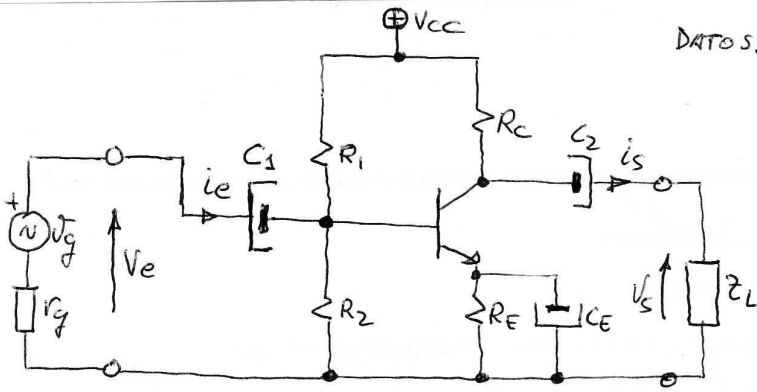 Vcc
DATOS.
Rc
C2
is
C1
R1
ie
+
Vg
Ve
Vs
ZL
R2
RE
CE
rg